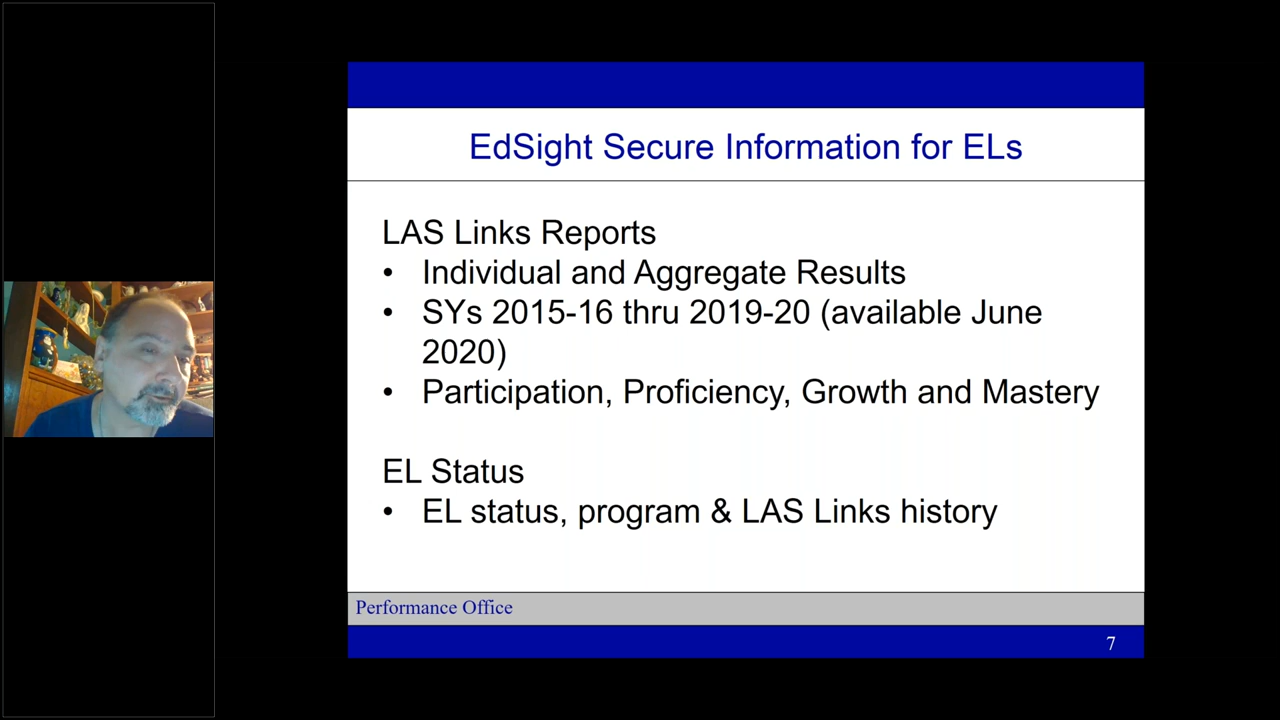 EdSight Secure Information for ELs
LAS Links Reports
• Individual and Aggregate Results
• SYs 2015-16 thru 2019-20 (available June
2020)
• Participation, Proficiency, Growth and Mastery
EL Status
• EL status, program & LAS Links history
Performance Office
7